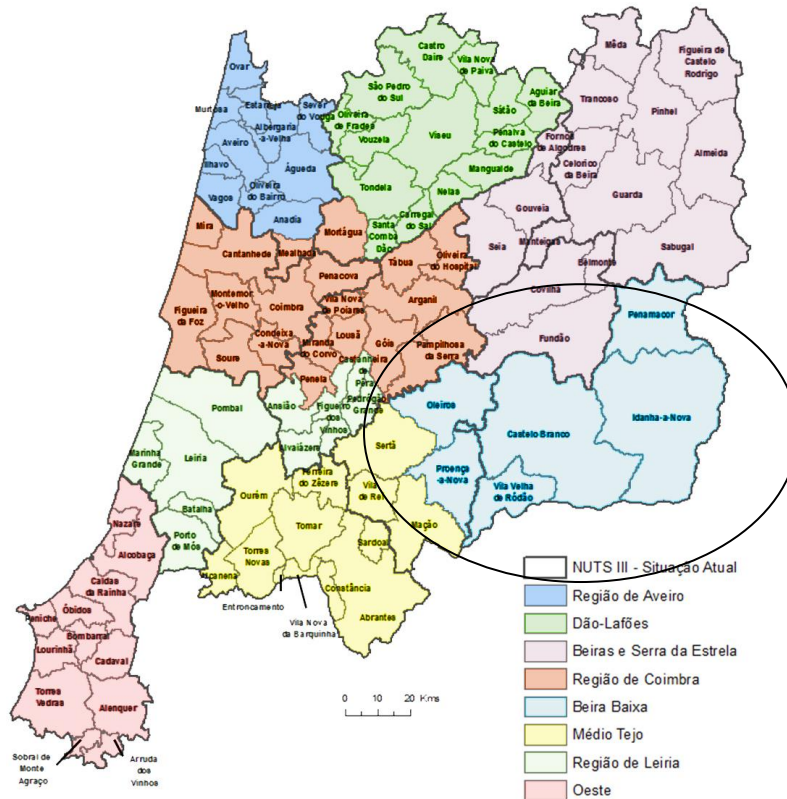 Ovar
Murtosa
Estarreja
Sever
do Vouga
Albergaria
-a-Velha
Aveiro
Ílhavo
Águeda
Oliveira
do Bairro
Vagos
Anadia
Castro
Daire
Vila Nova
de Paiva
São Pedro
do Sul
Aguiar
da Beira
Oliveira
de Frades
Sátão
Viseu
Vouzela
Penalva
do Castelo
Mangualde
Tondela
Nelas
Carregal
do Sal
Santa
Comba
Dão
Mêda
Figueira de
Castelo
Rodrigo
Trancoso
Pinhel
Fornos
de Algodres
Almeida
Celorico
da Beira
Guarda
Gouveia
Seia
Manteigas
Sabugal
Belmonte
Covilhã
Fundão
Mira
Cantanhede
Mealhada
Mortágua
Penacova
Tábua
Oliveira
do Hospital
Montemor
-o-Velho
Coimbra
Vila Nova
de Poiares
Arganil
Figueira
da Foz
Condeixa
-a-Nova
Lousã
Miranda
do Corvo
Góis
Pampilhosa
da Serra
Soure
Penela
Castanheira
de
Pêra
Pedrógão
Grande
Ansião
Figueiro
dos
Vinhos
Pombal
Alvaiázere
Marinha
Grande
Leiria
Batalha
Porto
de Mós
Penamacor
Idanha-a-Nova
Oleiros
Castelo Branco
Proença
-a-Nova
Vila Velha
de Ródão
Sertã
Ferreira
do Zêzere
Ourém
Vila
de Rei
Tomar
Mação
Sardoal
Torres
Novas
Constância
Abrantes
Entroncamento
Vila Nova
da Barquinha
Nazaré
Alcobaça
Caldas
da Rainha
Óbidos
Peniche
Bombarral
Lourinhã
Cadaval
Torres
Vedras
Alenquer
Sobral de
Monte
Agraço
Arruda
dos
Vinhos
0 10 20 Kms
NUTS III - Situação Atual
Região de Aveiro
Dão-Lafões
Beiras e Serra da Estrela
Região de Coimbra
Beira Baixa
Médio Tejo
Região de Leiria
Oeste